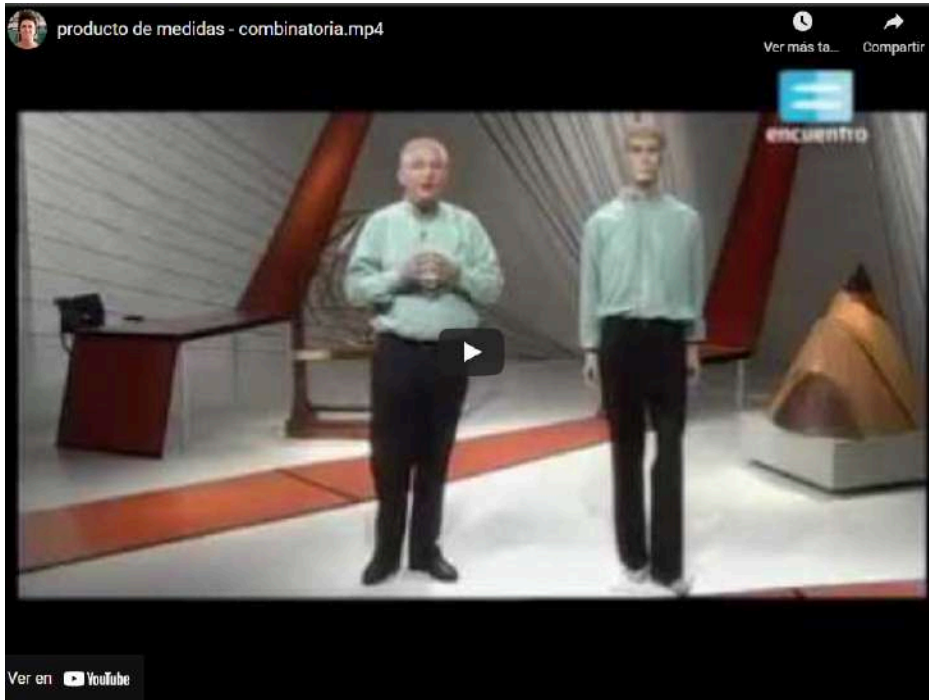 producto de medidas - combinatoria.mp4
Ver más ta...
Compartir
encuentro
Ver en YouTube